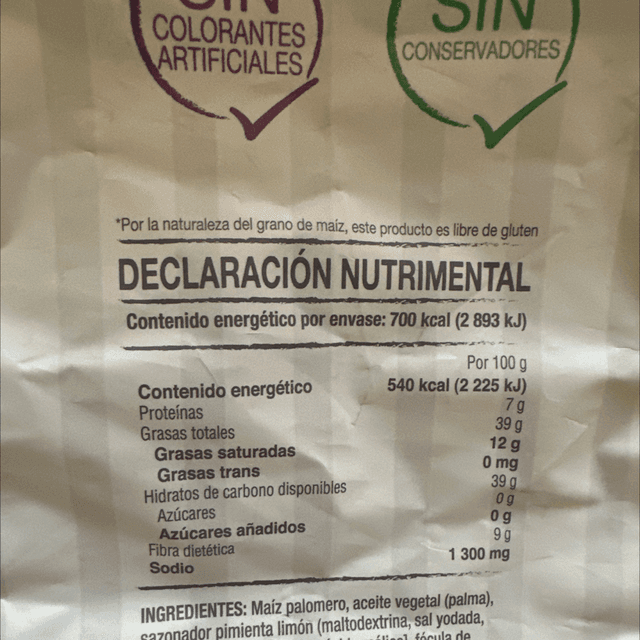 SIN
COLORANTES
ARTIFICIALES
SIN
CONSERVADORES
*Por la naturaleza del grano de maíz, este producto es libre de gluten
DECLARACIÓN NUTRIMENTAL
Contenido energético por envase: 700 kcal (2 893 kJ)
Por 100 g
Contenido energético 540 kcal (2 225 kJ)
Proteínas 7 g
Grasas totales 39 g
Grasas saturadas 12 g
Grasas trans 0 mg
Hidratos de carbono disponibles 39 g
Azúcares 0 g
Azúcares añadidos 0 g
Fibra dietética 9 g
Sodio 1 300 mg
INGREDIENTES: Maíz palomero, aceite vegetal (palma),
sazonador pimienta limón (maltodextrina, sal yodada,
fécula de